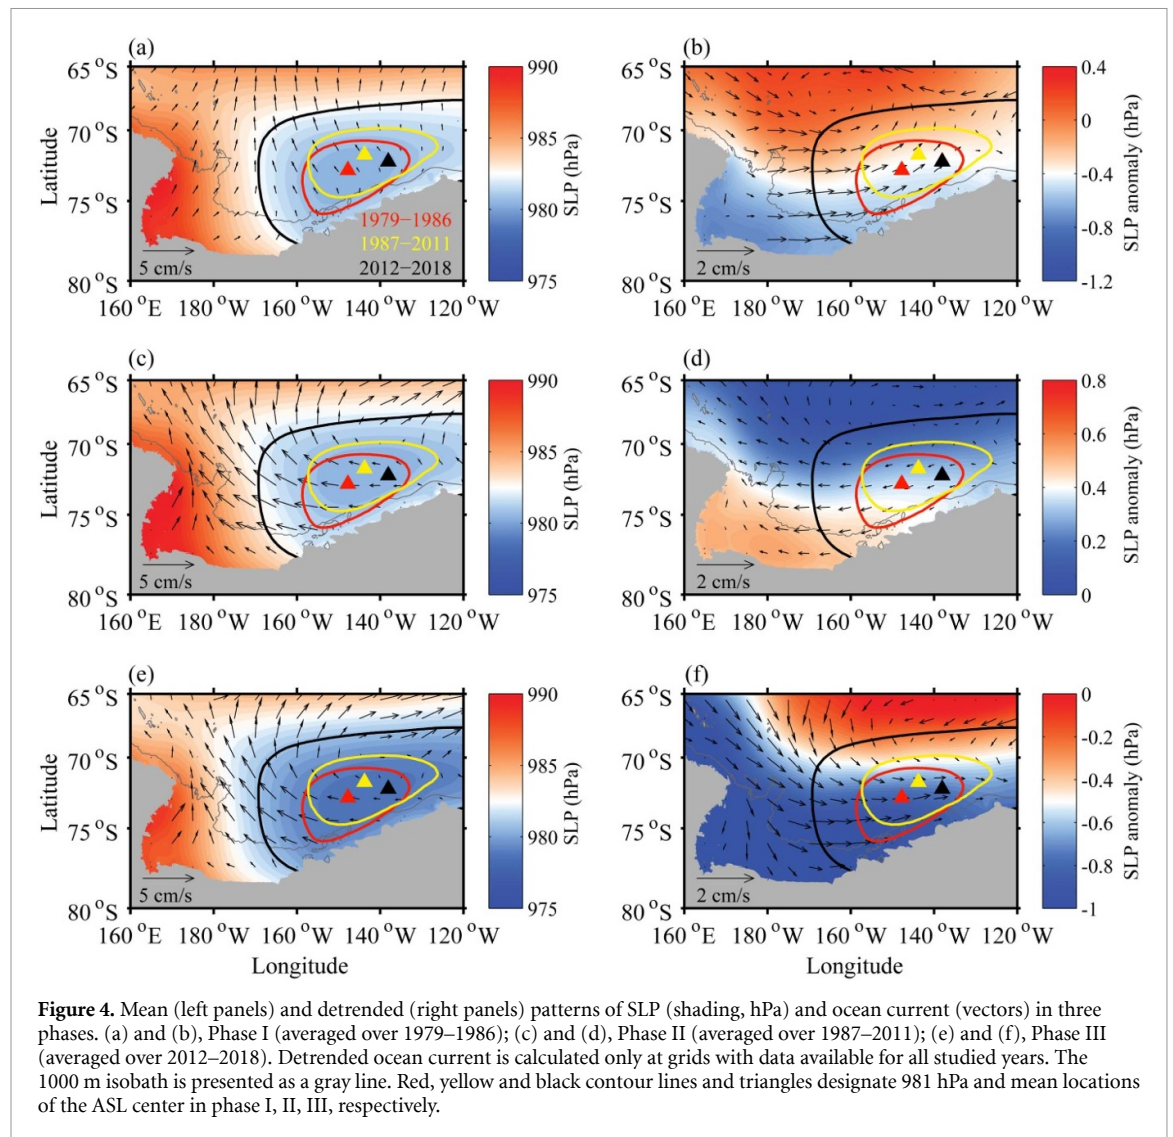 (a)
(b)
65 °S
70 °S
75 °S
80 °S
Latitude
1979−1986
1987−2011
2012−2018
5 cm/s
160 °E 180 °W 160 °W 140 °W 120 °W
990
985
980
975
SLP (hPa)
65 °S
70 °S
75 °S
80 °S
2 cm/s
160 °E 180 °W 160 °W 140 °W 120 °W
0.4
0
-0.4
-0.8
-1.2
SLP anomaly (hPa)
(c)
(d)
65 °S
70 °S
75 °S
80 °S
Latitude
5 cm/s
160 °E 180 °W 160 °W 140 °W 120 °W
990
985
980
975
SLP (hPa)
65 °S
70 °S
75 °S
80 °S
2 cm/s
160 °E 180 °W 160 °W 140 °W 120 °W
0.8
0.6
0.4
0.2
0
SLP anomaly (hPa)
(e)
(f)
65 °S
70 °S
75 °S
80 °S
Latitude
5 cm/s
160 °E 180 °W 160 °W 140 °W 120 °W
Longitude
990
985
980
975
SLP (hPa)
65 °S
70 °S
75 °S
80 °S
2 cm/s
160 °E 180 °W 160 °W 140 °W 120 °W
Longitude
0
-0.2
-0.4
-0.6
-0.8
-1
SLP anomaly (hPa)
Figure 4. Mean (left panels) and detrended (right panels) patterns of SLP (shading, hPa) and ocean current (vectors) in three
phases. (a) and (b), Phase I (averaged over 1979–1986); (c) and (d), Phase II (averaged over 1987–2011); (e) and (f), Phase III
(averaged over 2012–2018). Detrended ocean current is calculated only at grids with data available for all studied years. The
1000 m isobath is presented as a gray line. Red, yellow and black contour lines and triangles designate 981 hPa and mean locations
of the ASL center in phase I, II, III, respectively.